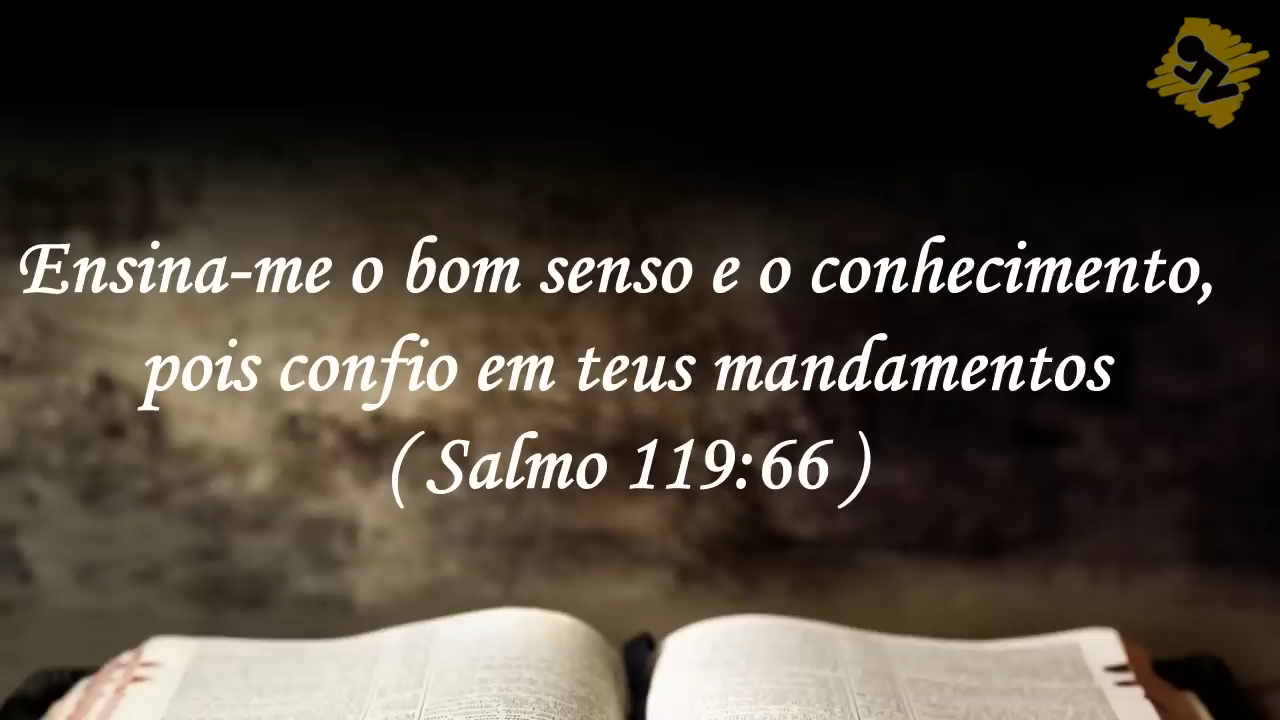 Ensina-me o bom senso e o conhecimento,
pois confio em teus mandamentos
( Salmo 119:66 )